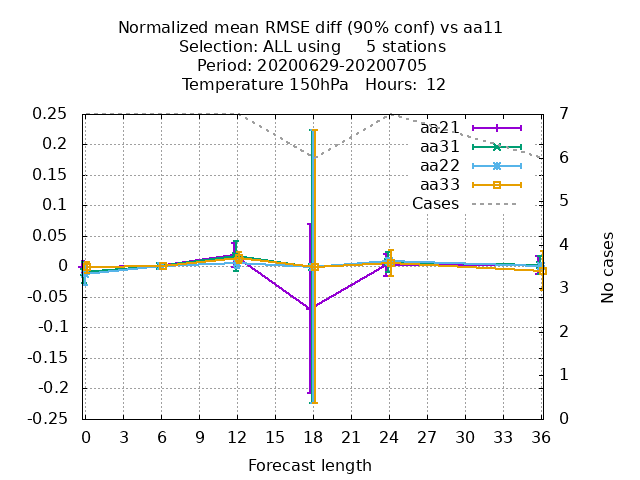 Normalized mean RMSE diff (90% conf) vs aa11
Selection: ALL using     5 stations
Period: 20200629-20200705
Temperature 150hPa   Hours:  12
0.25
0.2
0.15
0.1
0.05
0
-0.05
-0.1
-0.15
-0.2
-0.25
7
6
5
4
3
2
1
0
aa21
aa31
aa22
aa33
Cases
No cases
0 3 6 9 12 15 18 21 24 27 30 33 36
Forecast length